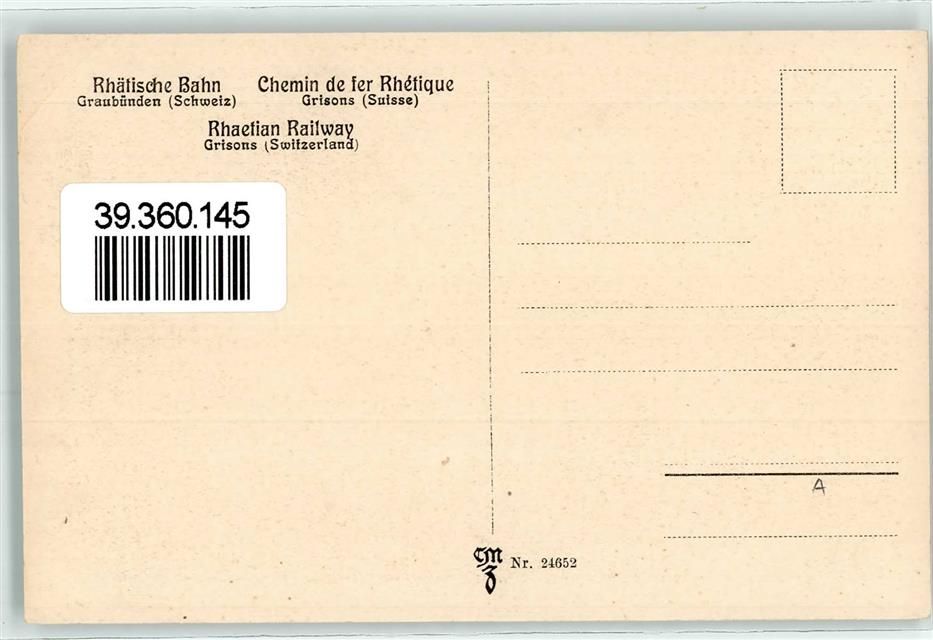 Rhätische Bahn
Graubünden (Schweiz)
Chemin de fer Rhétique
Grisons (Suisse)
Rhaetian Railway
Grisons (Switzerland)
39.360.145
A
CMZ Nr. 24652